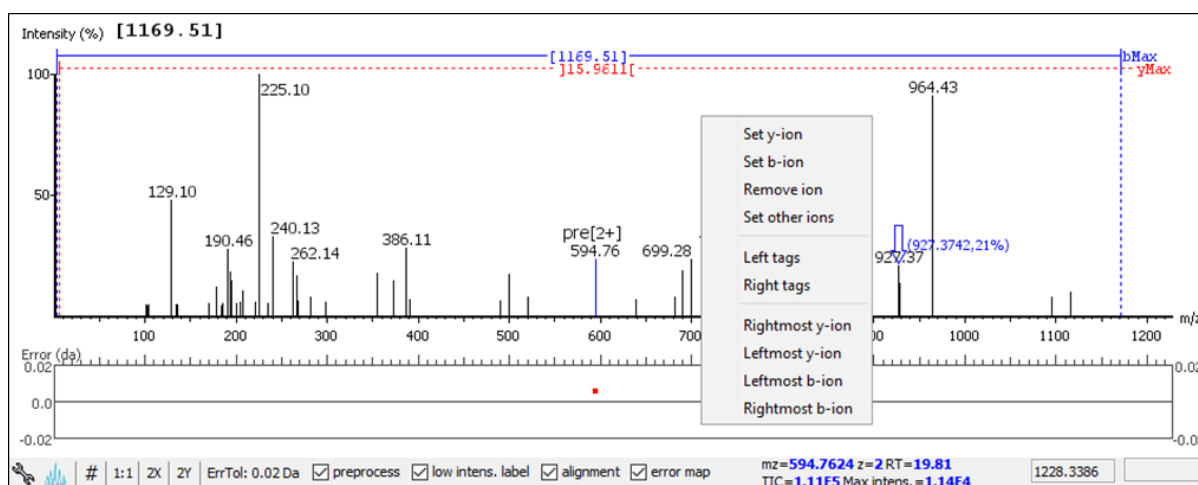 Intensity (%) [1169.51]
[1169.51] bMax
]15.9611[ yMax
100
225.10
964.43
129.10
50
240.13
190.46
262.14
386.11
pre[2+]
594.76
699.28
(927.3742,21%)
927.37
Set y-ion
Set b-ion
Remove ion
Set other ions
Left tags
Right tags
Rightmost y-ion
Leftmost y-ion
Leftmost b-ion
Rightmost b-ion
100 200 300 400 500 600 1000 1100 1200 m/z
Error (da)
0.02 0.02
0.0 0.0
-0.02 -0.02
# 1:1 2X 2Y ErrTol: 0.02 Da preprocess low intens. label alignment error map
mz=594.7624 z=2 RT=19.81
TIC=1.11E5 Max intens.=1.14E4
1228.3386